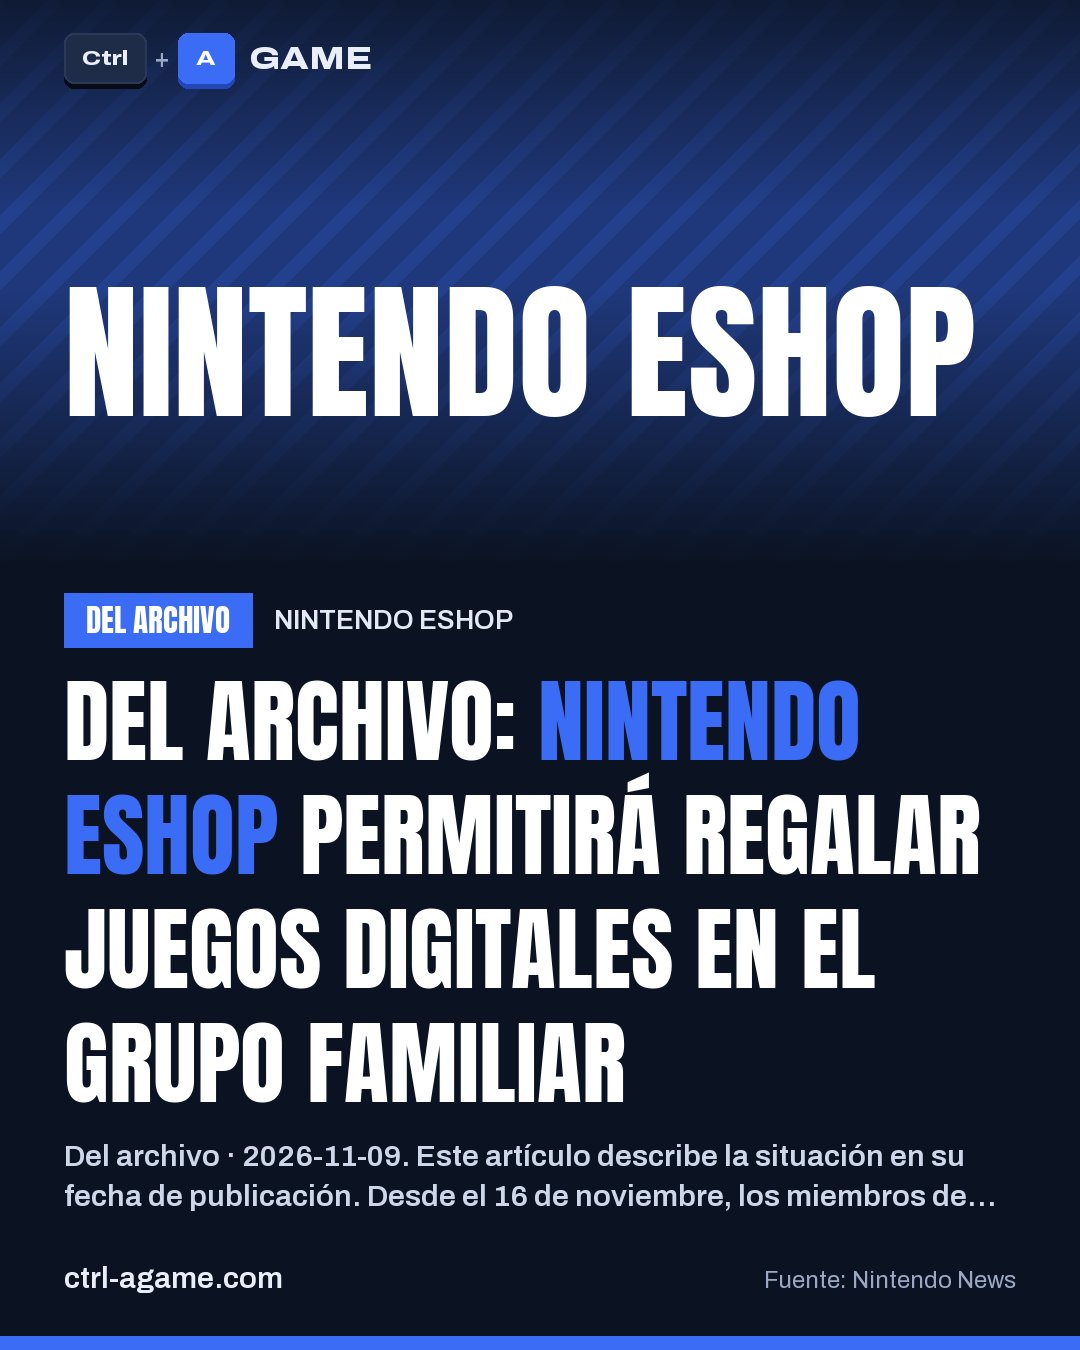 Ctrl + A GAME
NINTENDO ESHOP
DEL ARCHIVO NINTENDO ESHOP
DEL ARCHIVO: NINTENDO
ESHOP PERMITIRÁ REGALAR
JUEGOS DIGITALES EN EL
GRUPO FAMILIAR
Del archivo · 2026-11-09. Este artículo describe la situación en su
fecha de publicación. Desde el 16 de noviembre, los miembros de…
ctrl-agame.com
Fuente: Nintendo News